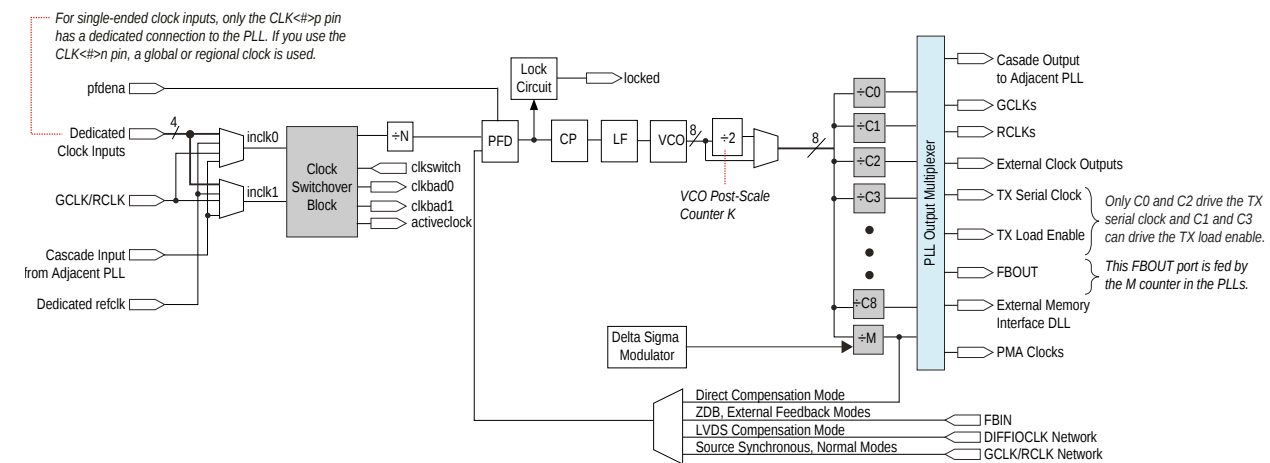 For single-ended clock inputs, only the CLK<#>p pin
has a dedicated connection to the PLL. If you use the
CLK<#>n pin, a global or regional clock is used.
pfdena
4
Dedicated
Clock Inputs
GCLK/RCLK
Cascade Input
from Adjacent PLL
Dedicated refclk
inclk0
inclk1
Clock
Switchover
Block
÷N
clkswitch
clkbad0
clkbad1
activeclock
PFD
Lock
Circuit
locked
CP
LF
VCO
8
÷2
VCO Post-Scale
Counter K
8
÷C0
÷C1
÷C2
÷C3
÷C8
÷M
Delta Sigma
Modulator
PLL Output Multiplexer
Casade Output
to Adjacent PLL
GCLKs
RCLKs
External Clock Outputs
TX Serial Clock
TX Load Enable
Only C0 and C2 drive the TX
serial clock and C1 and C3
can drive the TX load enable.
FBOUT
This FBOUT port is fed by
the M counter in the PLLs.
External Memory
Interface DLL
PMA Clocks
Direct Compensation Mode
ZDB, External Feedback Modes
LVDS Compensation Mode
Source Synchronous, Normal Modes
FBIN
DIFFIOCLK Network
GCLK/RCLK Network